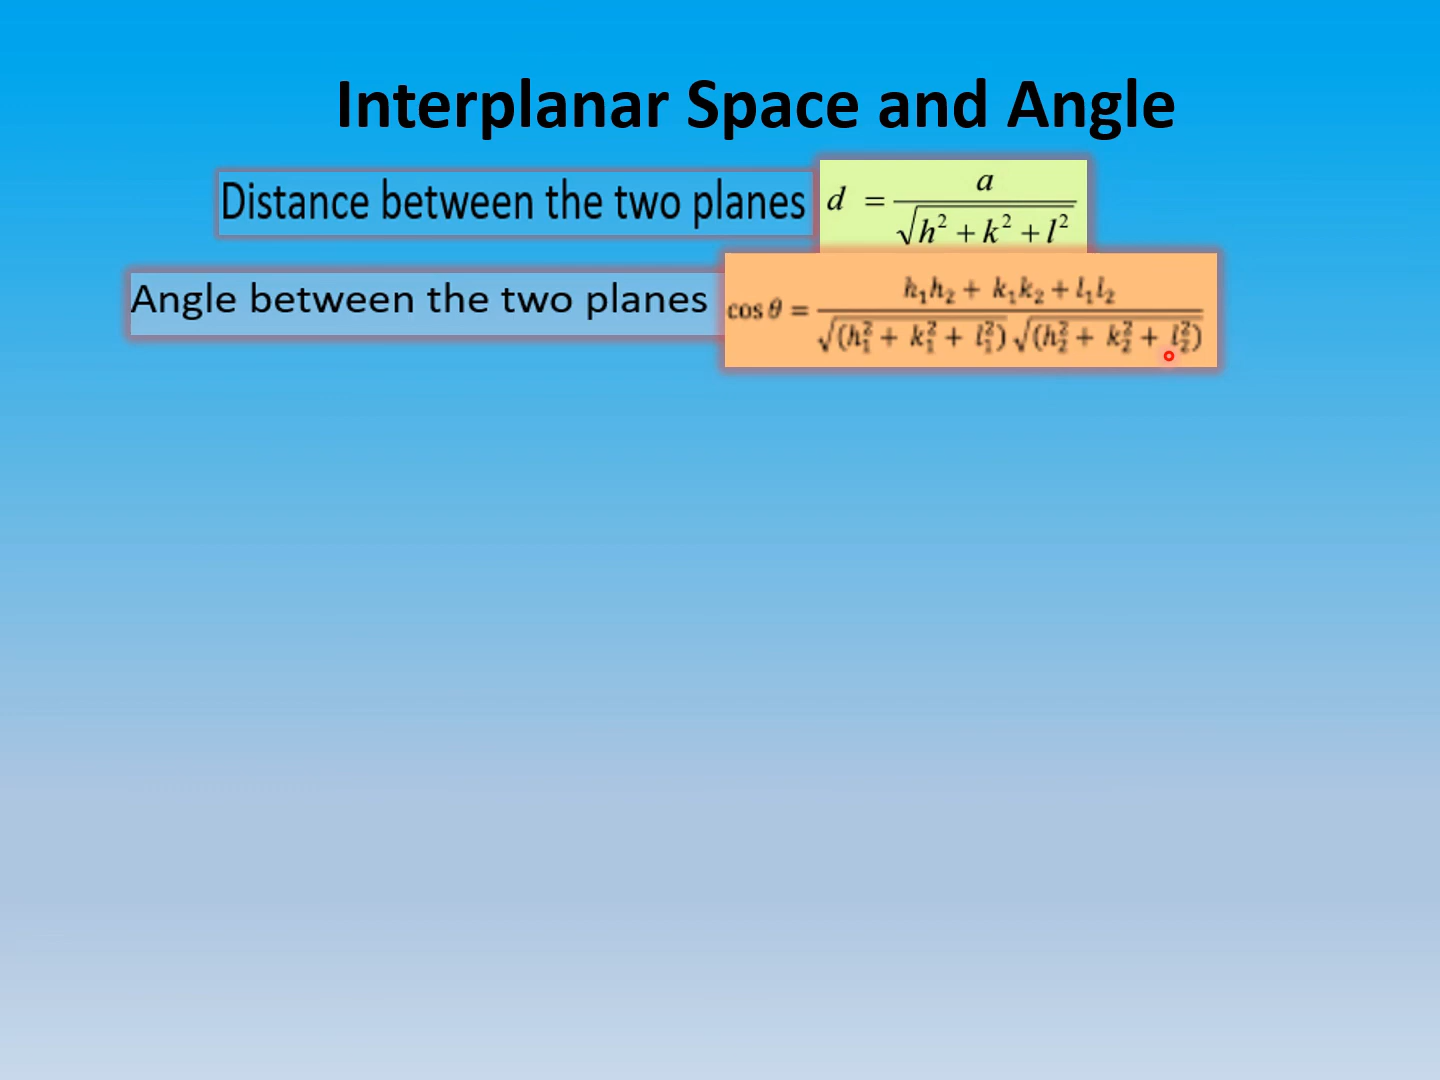 Interplanar Space and Angle
Distance between the two planes d = a / √(h² + k² + l²)
Angle between the two planes cos θ = (h₁h₂ + k₁k₂ + l₁l₂) / (√(h₁² + k₁² + l₁²) √(h₂² + k₂² + l₂²))